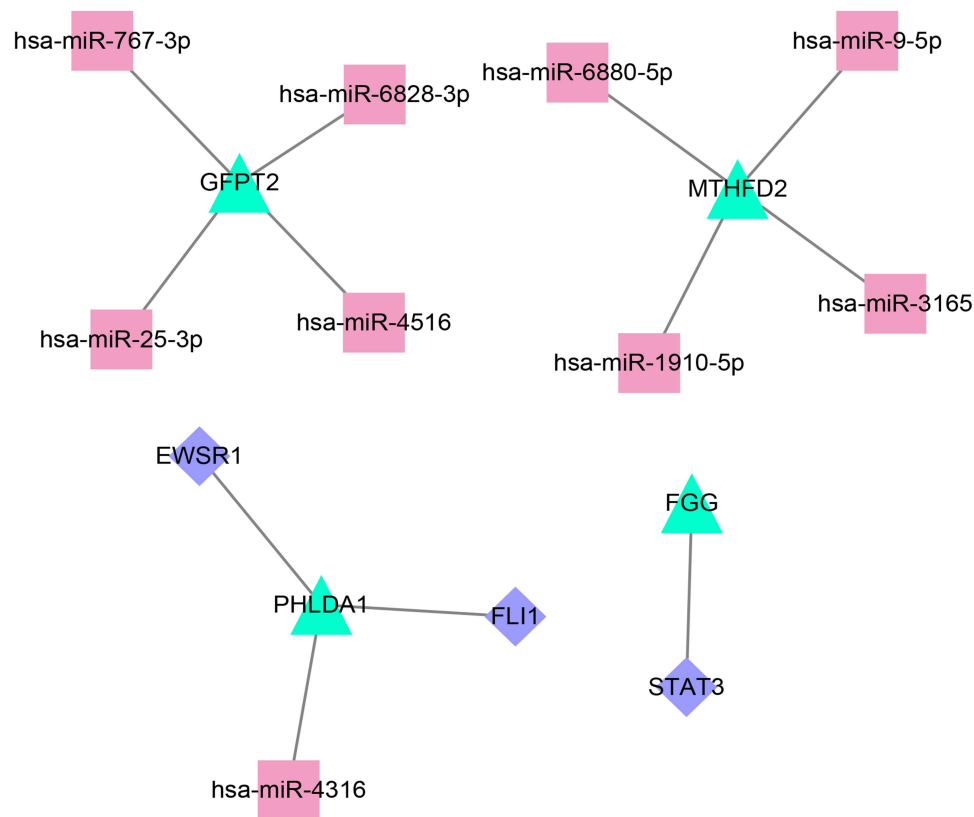 hsa-miR-767-3p
hsa-miR-6828-3p
GFPT2
hsa-miR-25-3p
hsa-miR-4516
hsa-miR-9-5p
hsa-miR-6880-5p
MTHFD2
hsa-miR-3165
hsa-miR-1910-5p
EWSR1
PHLDA1
FLI1
hsa-miR-4316
FGG
STAT3